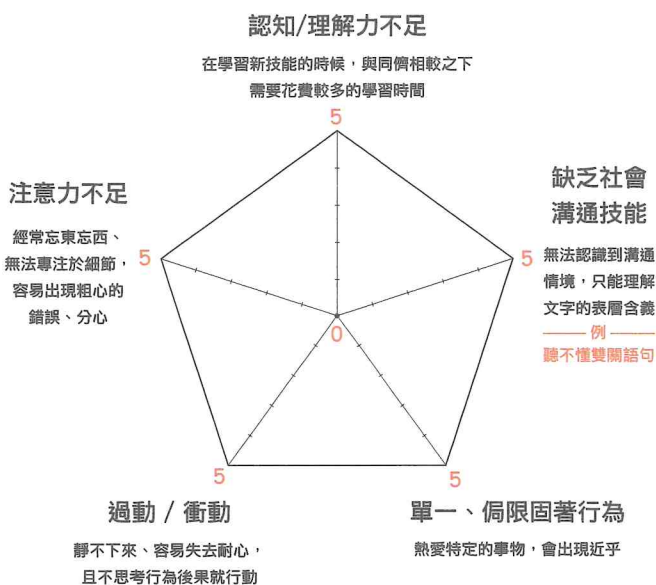 認知/理解力不足
在學習新技能的時候，與同儕相較之下
需要花費較多的學習時間
5
注意力不足
經常忘東忘西、
無法專注於細節，
容易出現粗心的
錯誤、分心
5
缺乏社會
溝通技能
5
無法認識到溝通
情境，只能理解
文字的表層含義
例
聽不懂雙關語句
0
5
5
過動 / 衝動
靜不下來、容易失去耐心，
且不思考行為後果就行動
單一、侷限固著行為
熱愛特定的事物，會出現近乎